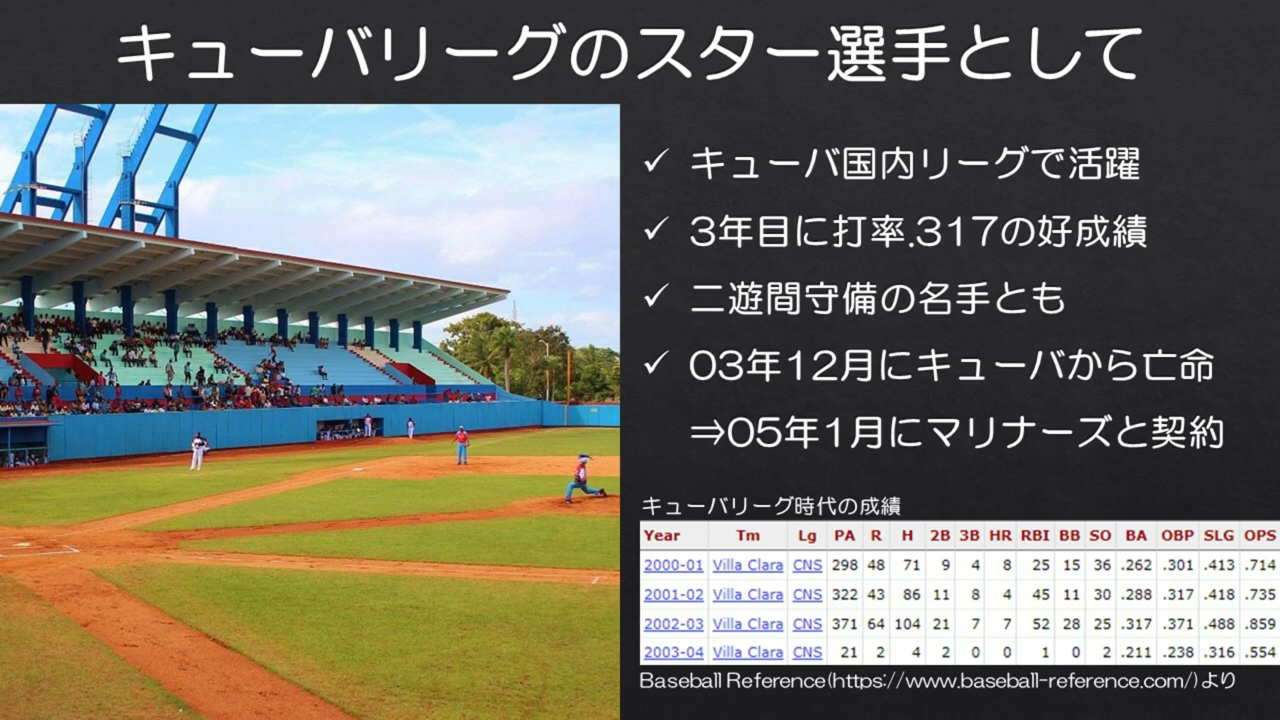 キューバリーグのスター選手として
✓ キューバ国内リーグで活躍
✓ 3年目に打率.317の好成績
✓ 二遊間守備の名手とも
✓ 03年12月にキューバから亡命
⇒05年1月にマリナーズと契約
キューバリーグ時代の成績
Year Tm Lg PA R H 2B 3B HR RBI BB SO BA OBP SLG OPS
2000-01 Villa Clara CNS 298 48 71 9 4 8 25 15 36 .262 .301 .413 .714
2001-02 Villa Clara CNS 322 43 86 11 8 4 45 11 30 .288 .317 .418 .735
2002-03 Villa Clara CNS 371 64 104 21 7 7 52 28 25 .317 .371 .488 .859
2003-04 Villa Clara CNS 21 2 4 2 0 0 1 0 2 .211 .238 .316 .554
Baseball Reference(https://www.baseball-reference.com/)より